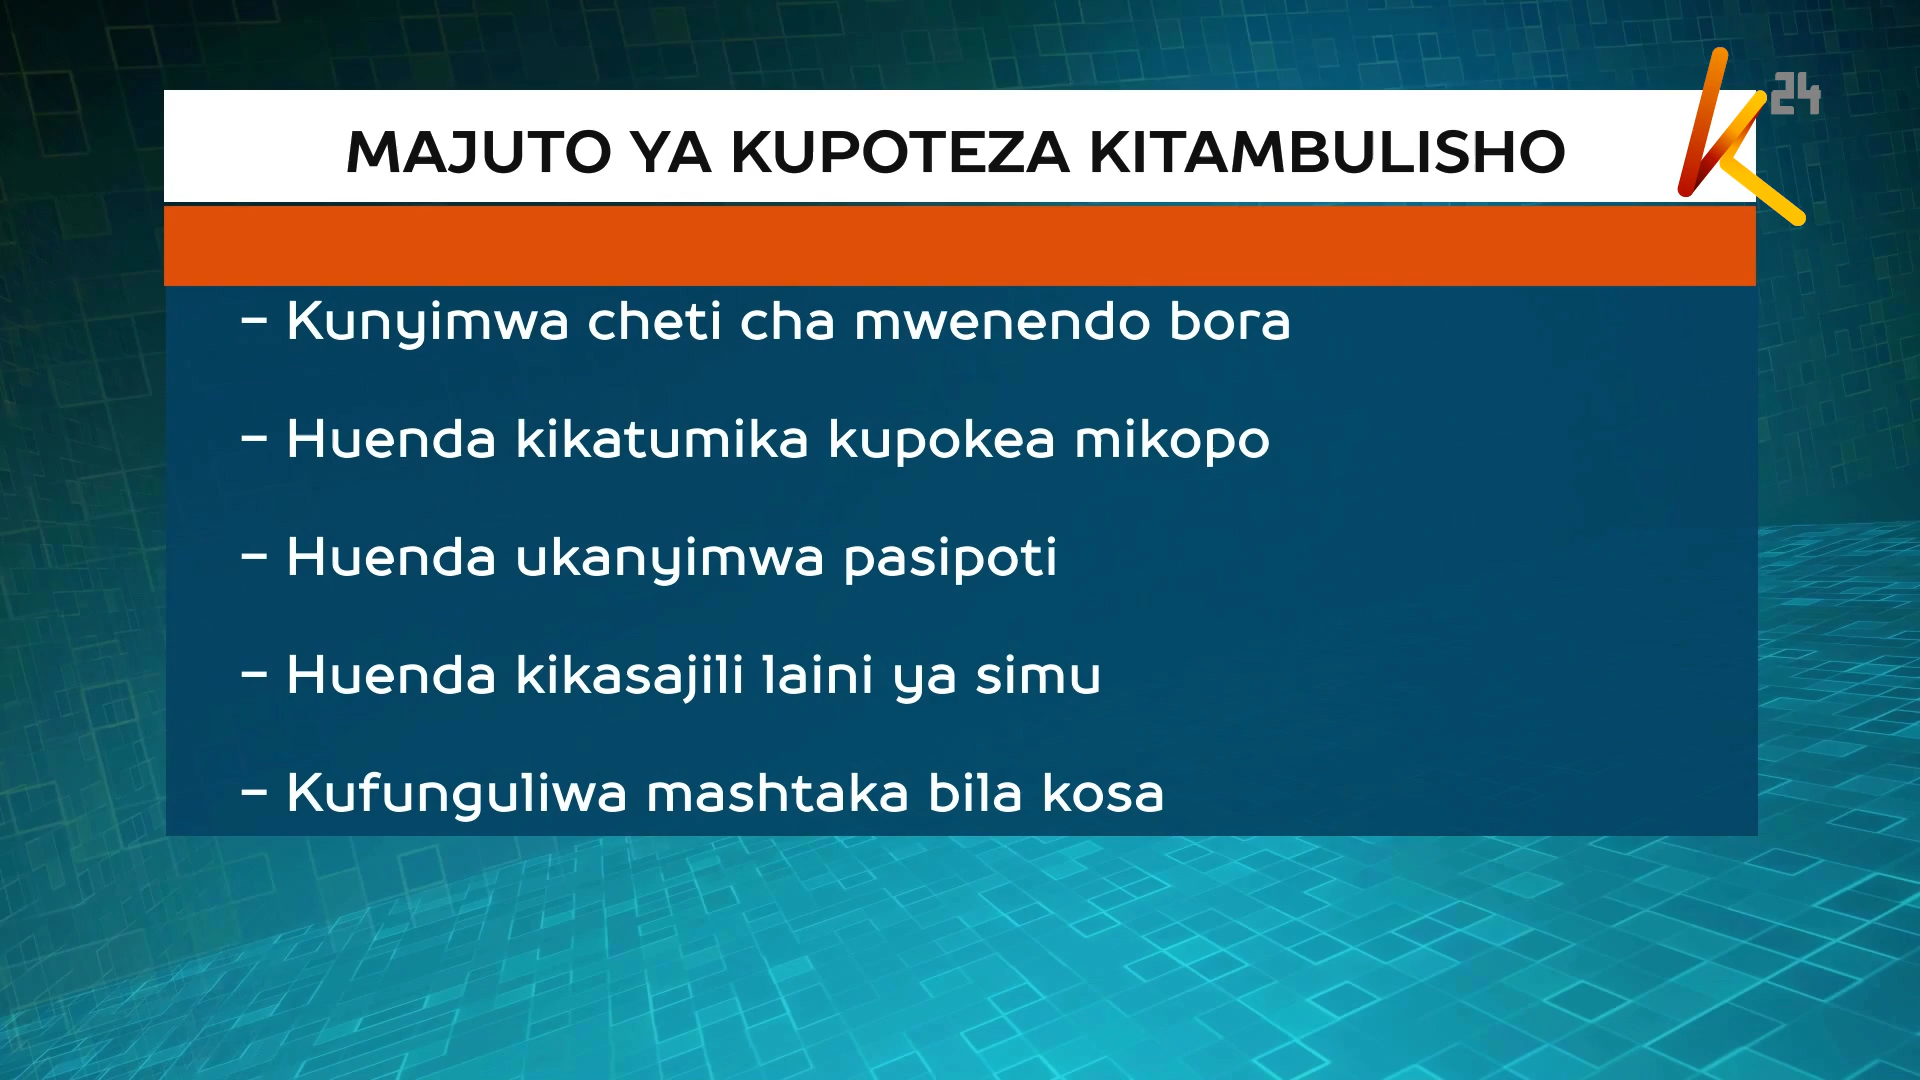 MAJUTO YA KUPOTEZA KITAMBULISHO
K24
- Kunyimwa cheti cha mwenendo bora
- Huenda kikatumika kupokea mikopo
- Huenda ukanyimwa pasipoti
- Huenda kikasajili laini ya simu
- Kufunguliwa mashtaka bila kosa